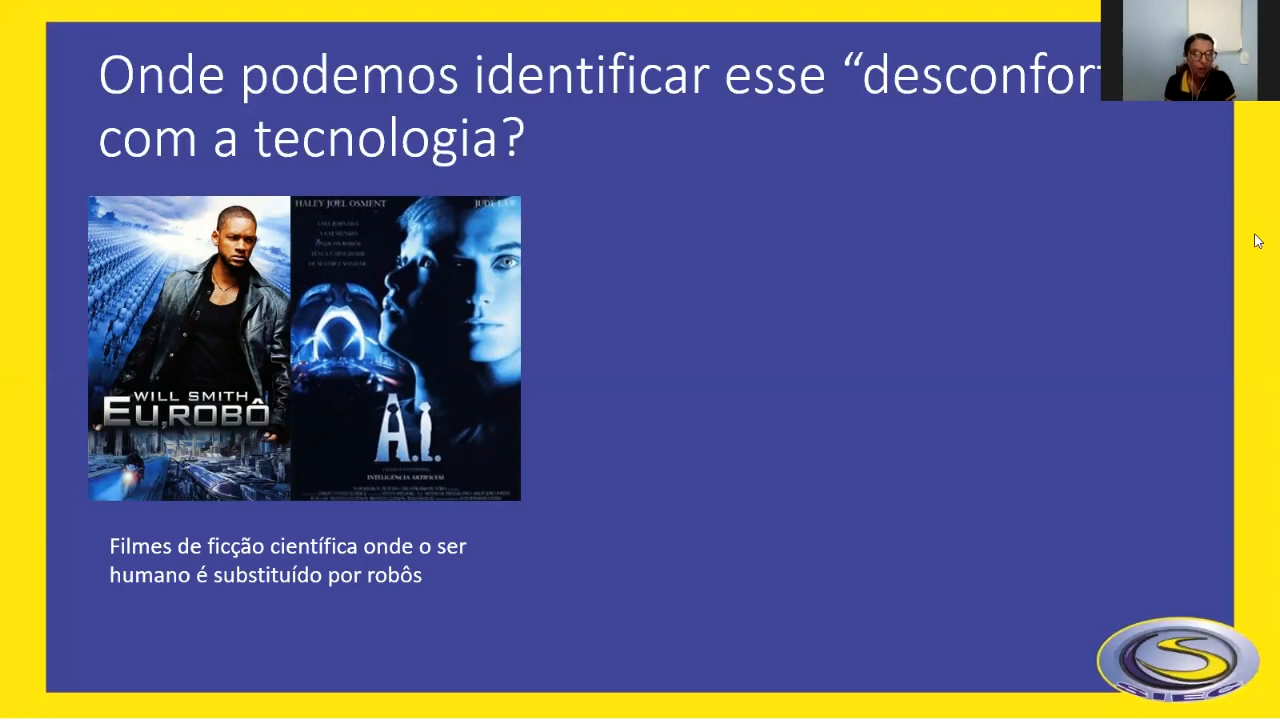 Onde podemos identificar esse “desconfor
com a tecnologia?
HALEY JOEL OSMENT
JUDE LAW
WILL SMITH
EU, ROBÔ
A.I.
INTELIGÊNCIA ARTIFICIAL
Filmes de ficção científica onde o ser
humano é substituído por robôs